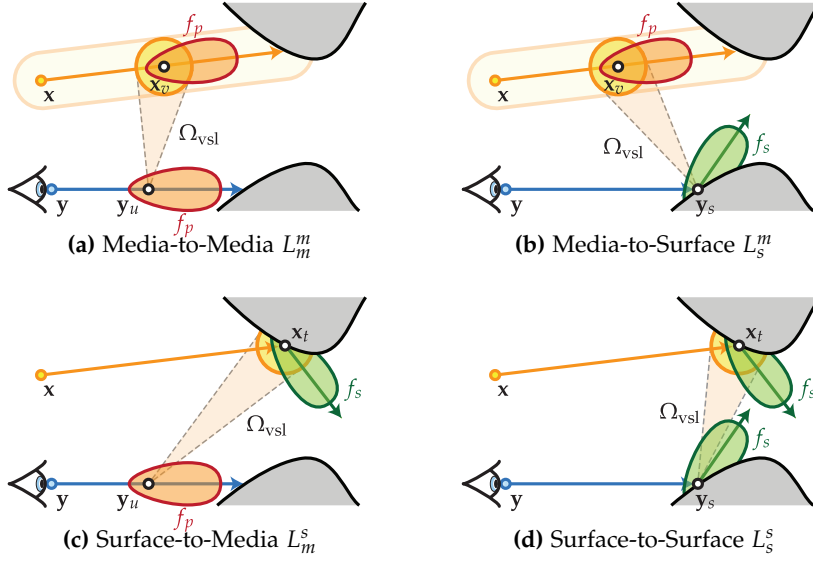 f_p
f_p
x
x_v
x
x_v
Ω_vsl
Ω_vsl
f_s
y
y_u
f_p
y
y_s
(a) Media-to-Media L_m^m
(b) Media-to-Surface L_s^m
x_t
x_t
x
f_s
x
f_s
Ω_vsl
Ω_vsl
f_s
y
y_u
f_p
y
y_s
(c) Surface-to-Media L_m^s
(d) Surface-to-Surface L_s^s